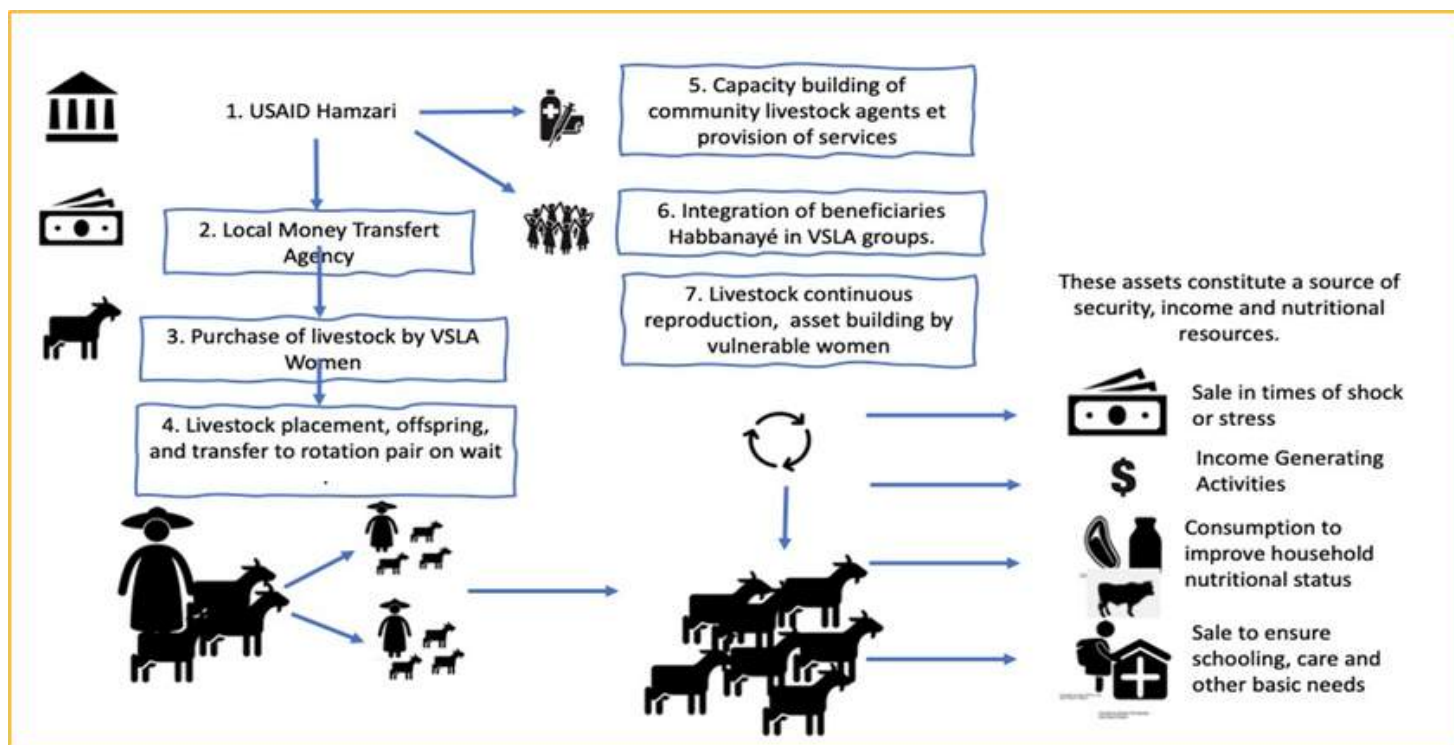 1. USAID Hamzari
2. Local Money Transfert
Agency
3. Purchase of livestock by VSLA
Women
4. Livestock placement, offspring,
and transfer to rotation pair on wait
.
5. Capacity building of
community livestock agents et
provision of services
6. Integration of beneficiaries
Habbanayé in VSLA groups.
7. Livestock continuous
reproduction, asset building by
vulnerable women
These assets constitute a source of
security, income and nutritional
resources.
Sale in times of shock
or stress
$
Income Generating
Activities
Consumption to
improve household
nutritional status
Sale to ensure
schooling, care and
other basic needs